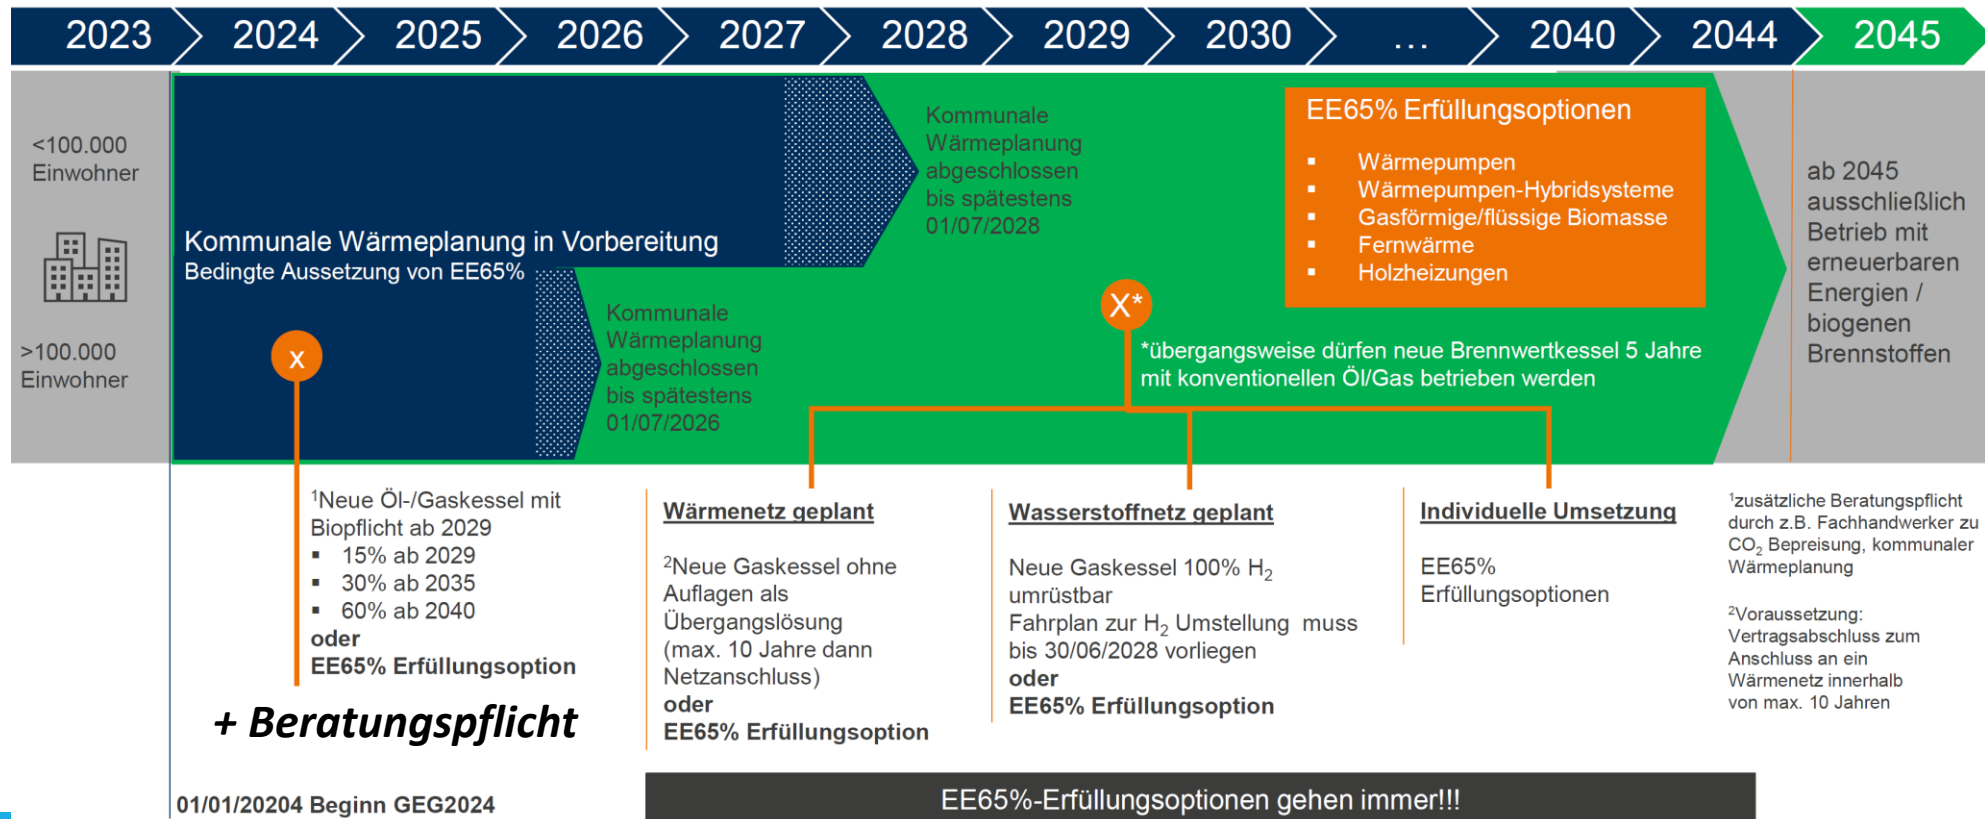 2023
2024
2025
2026
2027
2028
2029
2030
...
2040
2044
2045
<100.000
Einwohner
>100.000
Einwohner
Kommunale Wärmeplanung in Vorbereitung
Bedingte Aussetzung von EE65%
x
Kommunale
Wärmeplanung
abgeschlossen
bis spätestens
01/07/2026
Kommunale
Wärmeplanung
abgeschlossen
bis spätestens
01/07/2028
EE65% Erfüllungsoptionen
▪ Wärmepumpen
▪ Wärmepumpen-Hybridsysteme
▪ Gasförmige/flüssige Biomasse
▪ Fernwärme
▪ Holzheizungen
X*
*übergangsweise dürfen neue Brennwertkessel 5 Jahre
mit konventionellen Öl/Gas betrieben werden
ab 2045
ausschließlich
Betrieb mit
erneuerbaren
Energien /
biogenen
Brennstoffen
¹Neue Öl-/Gaskessel mit
Biopflicht ab 2029
▪ 15% ab 2029
▪ 30% ab 2035
▪ 60% ab 2040
oder
EE65% Erfüllungsoption
+ Beratungspflicht
01/01/20204 Beginn GEG2024
Wärmenetz geplant
²Neue Gaskessel ohne
Auflagen als
Übergangslösung
(max. 10 Jahre dann
Netzanschluss)
oder
EE65% Erfüllungsoption
Wasserstoffnetz geplant
Neue Gaskessel 100% H₂
umrüstbar
Fahrplan zur H₂ Umstellung muss
bis 30/06/2028 vorliegen
oder
EE65% Erfüllungsoption
Individuelle Umsetzung
EE65%
Erfüllungsoptionen
¹zusätzliche Beratungspflicht
durch z.B. Fachhandwerker zu
CO₂ Bepreisung, kommunaler
Wärmeplanung
²Voraussetzung:
Vertragsabschluss zum
Anschluss an ein
Wärmenetz innerhalb
von max. 10 Jahren
EE65%-Erfüllungsoptionen gehen immer!!!